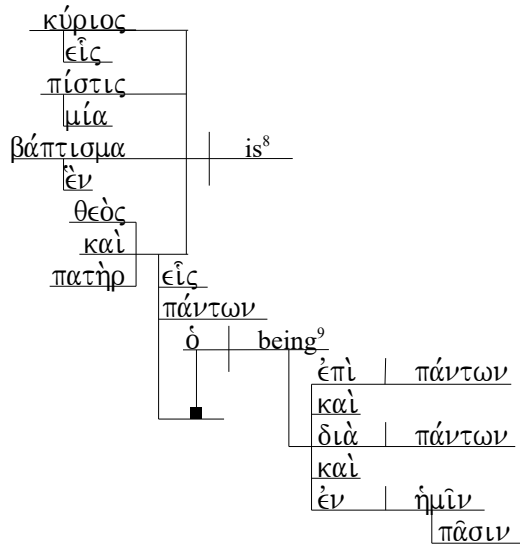 κύριος
εἷς
πίστις
μία
βάπτισμα is⁸
ἓν
θεὸς
καὶ
πατὴρ εἷς
πάντων
ὁ being⁹
ἐπὶ πάντων
καὶ
διὰ πάντων
καὶ
ἐν ἡμῖν
πᾶσιν